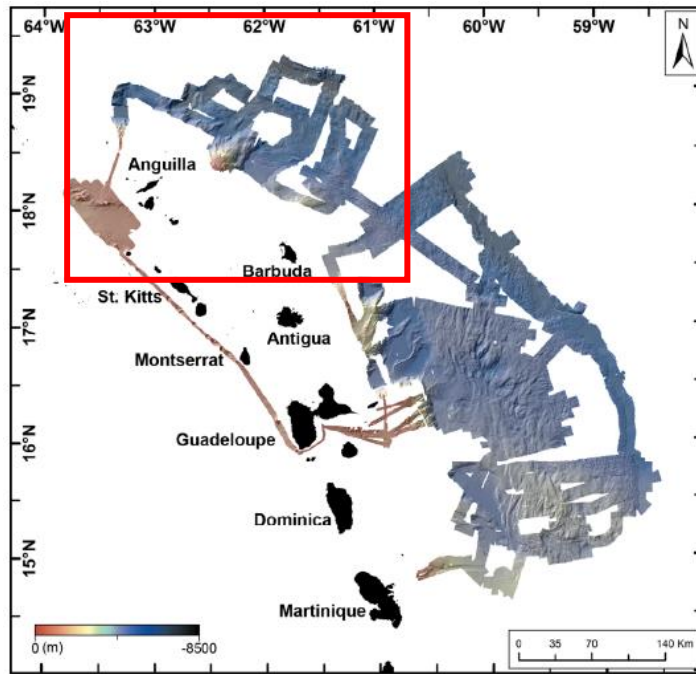 64°W 63°W 62°W 61°W 60°W 59°W
N
19°N
Anguilla
18°N
Barbuda
St. Kitts
17°N
Antigua
Montserrat
Guadeloupe
16°N
Dominica
15°N
Martinique
0 (m) -8500
0 35 70 140 KM